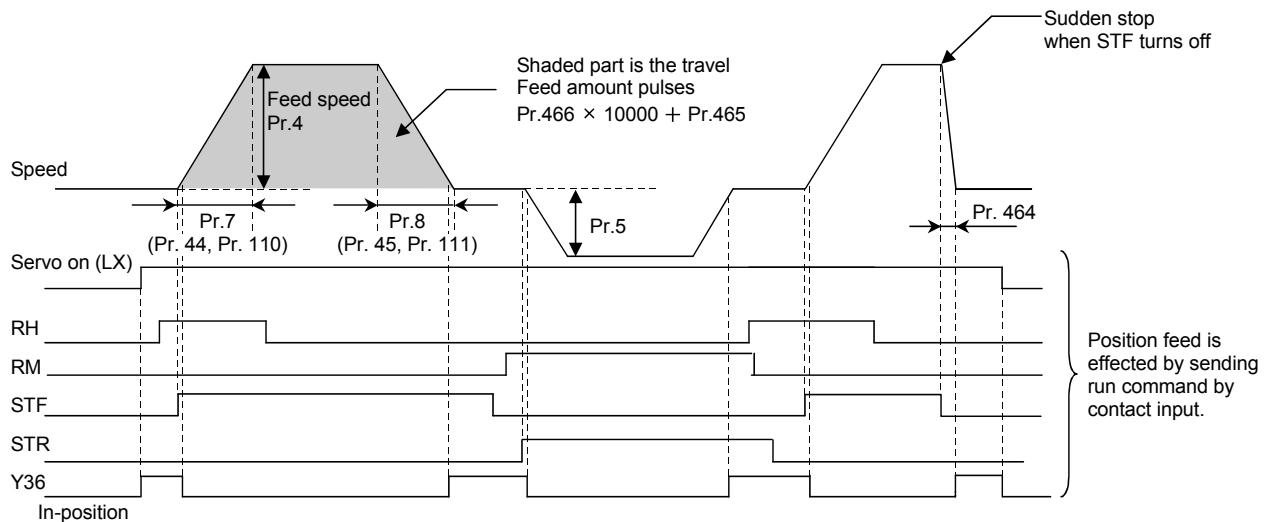 Sudden stop
when STF turns off
Shaded part is the travel
Feed amount pulses
Pr.466 × 10000 + Pr.465
Feed speed
Pr.4
Speed
Pr.7
(Pr. 44, Pr. 110)
Pr.8
(Pr. 45, Pr. 111)
Pr.5
Pr. 464
Servo on (LX)
RH
RM
STF
STR
Y36
In-position
Position feed is
effected by sending
run command by
contact input.